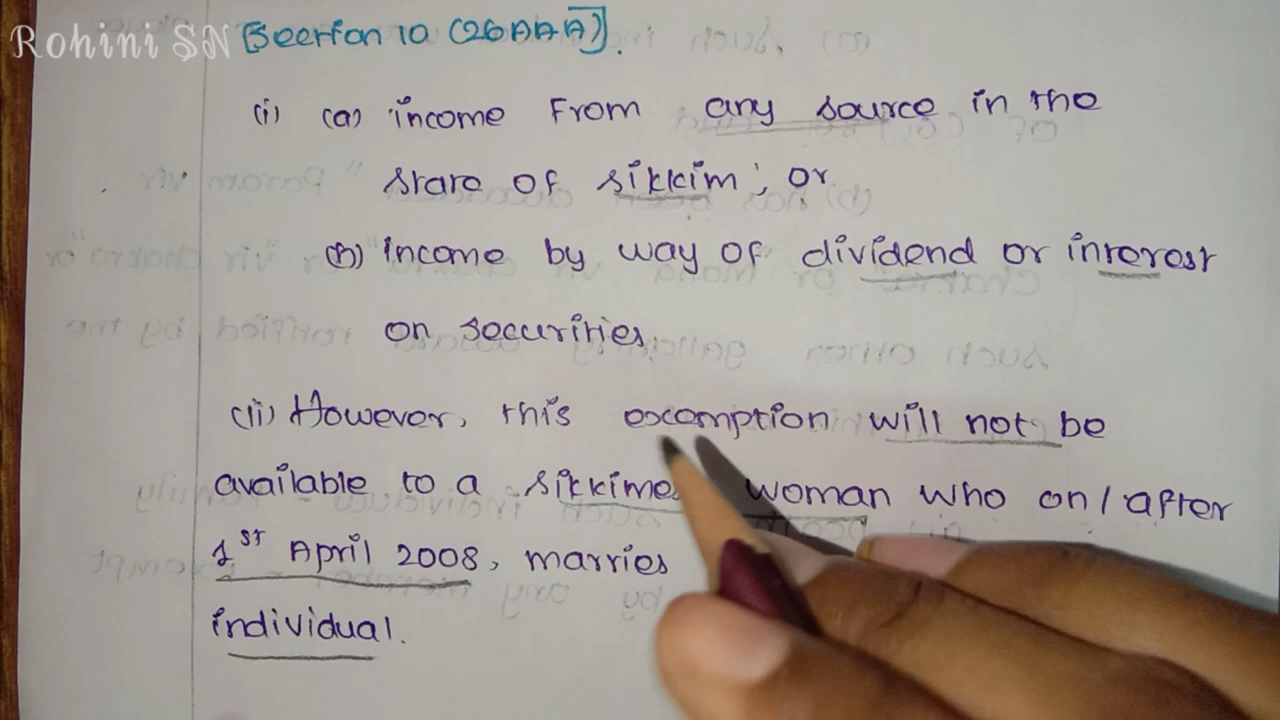 Rohini SN
[Section 10 (26AAA)].
(i) (a) income from any source in the
state of sikkim ; or
(b) income by way of dividend or interest
on securities
(ii) However, this excemption will not be
available to a sikkime woman who on/after
1st April 2008, marries
individual.